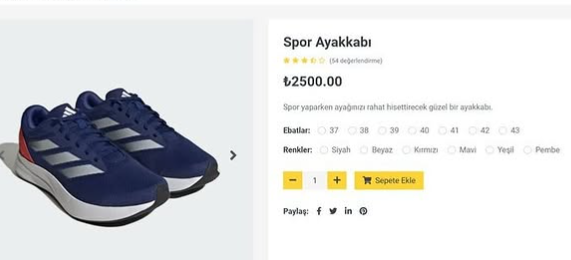 Spor Ayakkabı
(54 değerlendirme)
₺2500.00
Spor yaparken ayağınızı rahat hisettirecek güzel bir ayakkabı.
Ebatlar: 37 38 39 40 41 42 43
Renkler: Siyah Beyaz Kırmızı Mavi Yeşil Pembe
− 1 + Sepete Ekle
Paylaş: